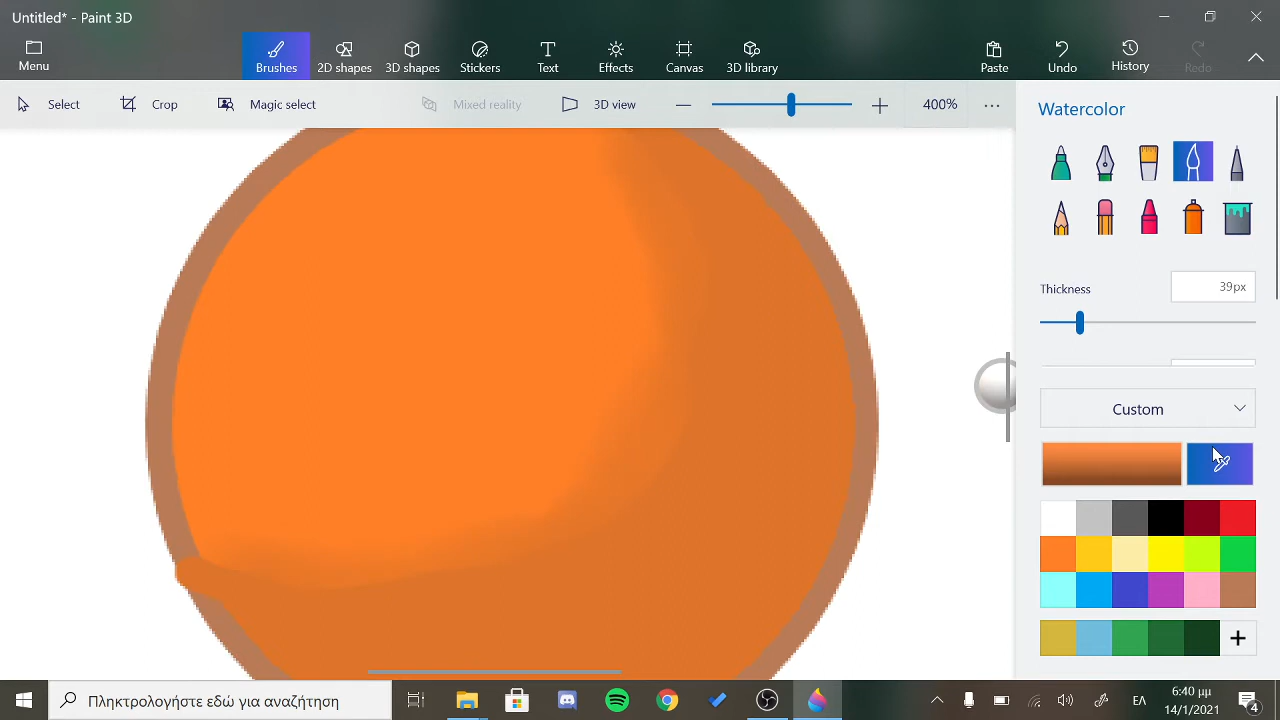 Untitled* - Paint 3D
Menu
Brushes
2D shapes
3D shapes
Stickers
Text
Effects
Canvas
3D library
Paste
Undo
History
Redo
Select
Crop
Magic select
Mixed reality
3D view
400%
Watercolor
Thickness
39px
Custom
Πληκτρολογήστε εδώ για αναζήτηση
ΕΛ
6:40 μμ
14/1/2021
4